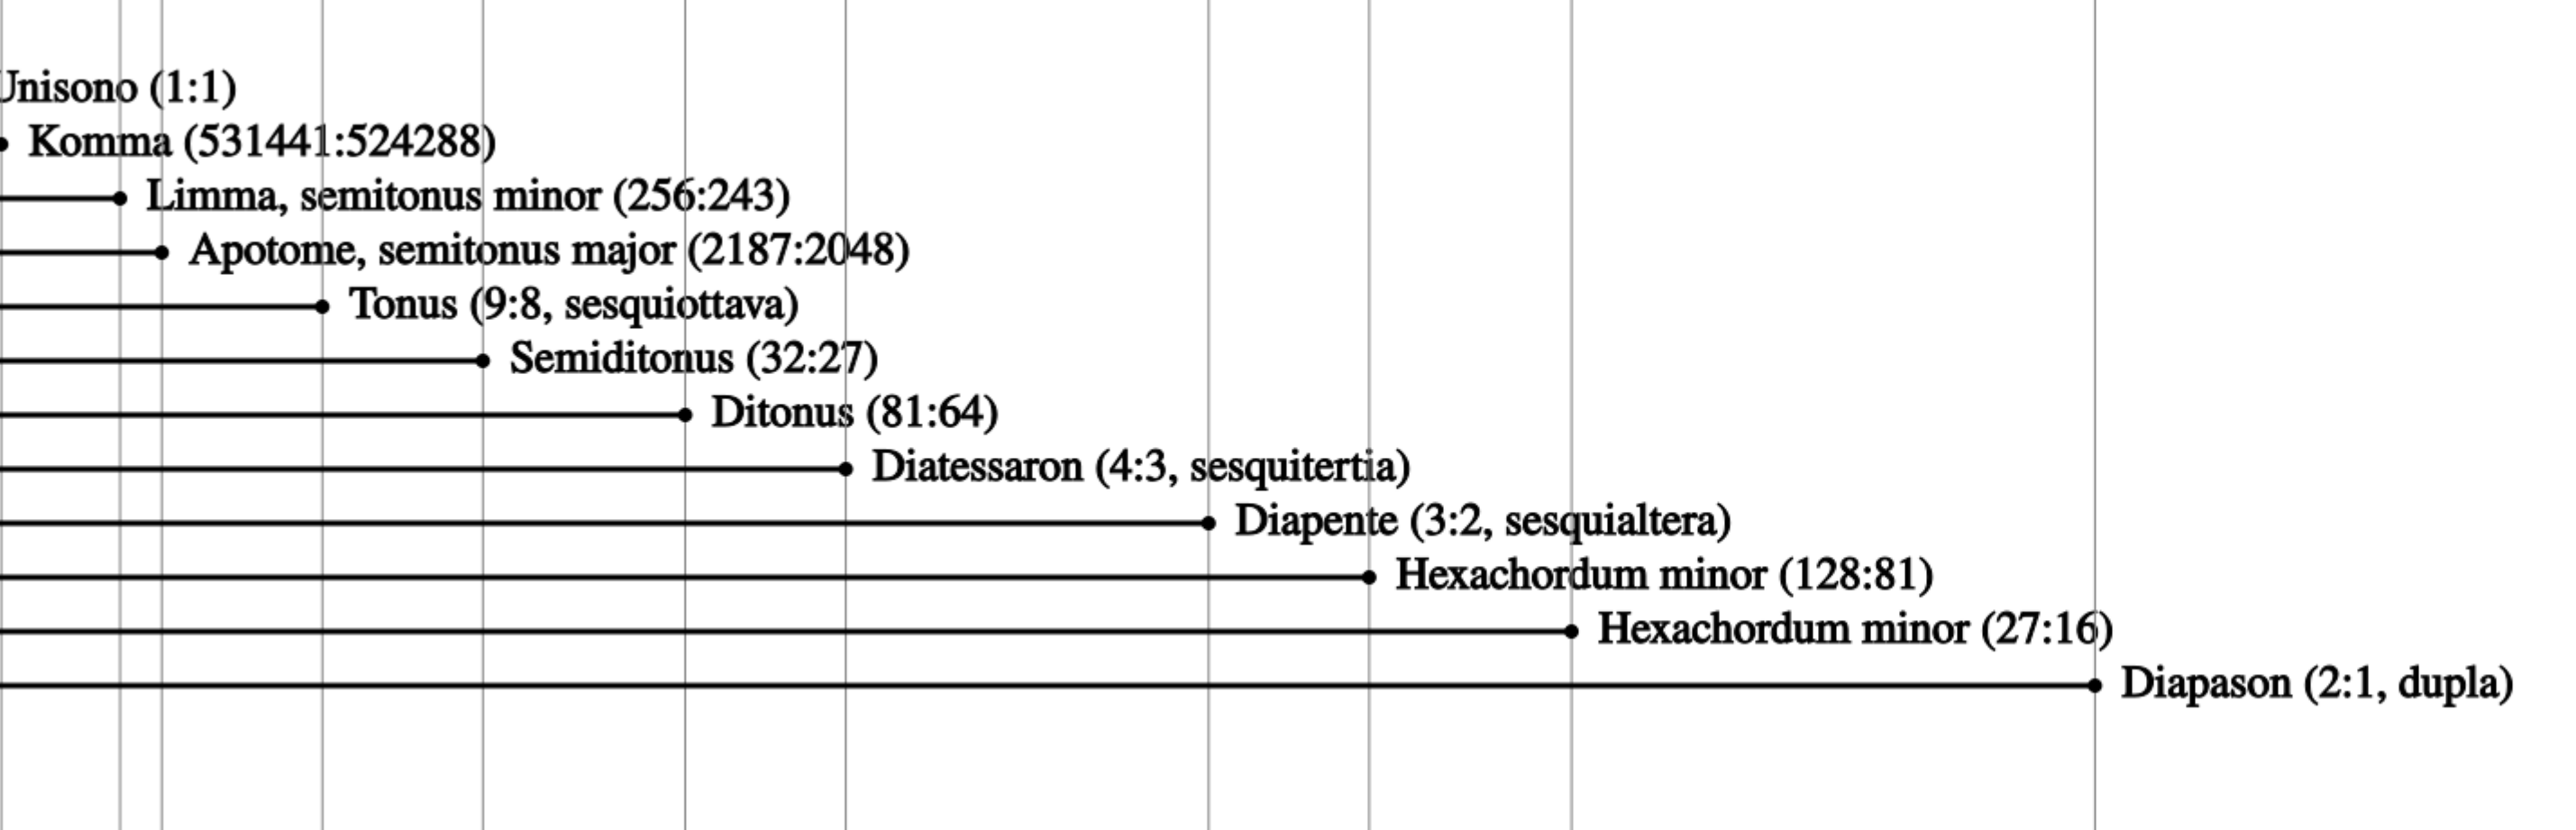 Unisono (1:1)
Komma (531441:524288)
Limma, semitonus minor (256:243)
Apotome, semitonus major (2187:2048)
Tonus (9:8, sesquiottava)
Semiditonus (32:27)
Ditonus (81:64)
Diatessaron (4:3, sesquitertia)
Diapente (3:2, sesquialtera)
Hexachordum minor (128:81)
Hexachordum minor (27:16)
Diapason (2:1, dupla)